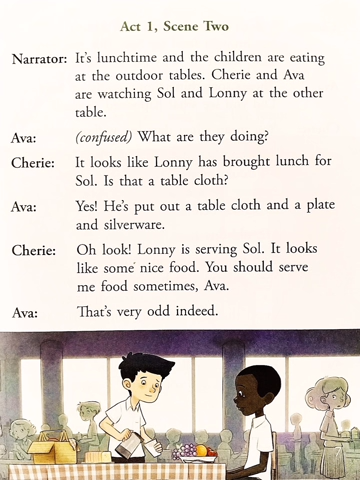 Act 1, Scene Two
Narrator: It's lunchtime and the children are eating
at the outdoor tables. Cherie and Ava
are watching Sol and Lonny at the other
table.
Ava: (confused) What are they doing?
Cherie: It looks like Lonny has brought lunch for
Sol. Is that a table cloth?
Ava: Yes! He's put out a table cloth and a plate
and silverware.
Cherie: Oh look! Lonny is serving Sol. It looks
like some nice food. You should serve
me food sometimes, Ava.
Ava: That's very odd indeed.